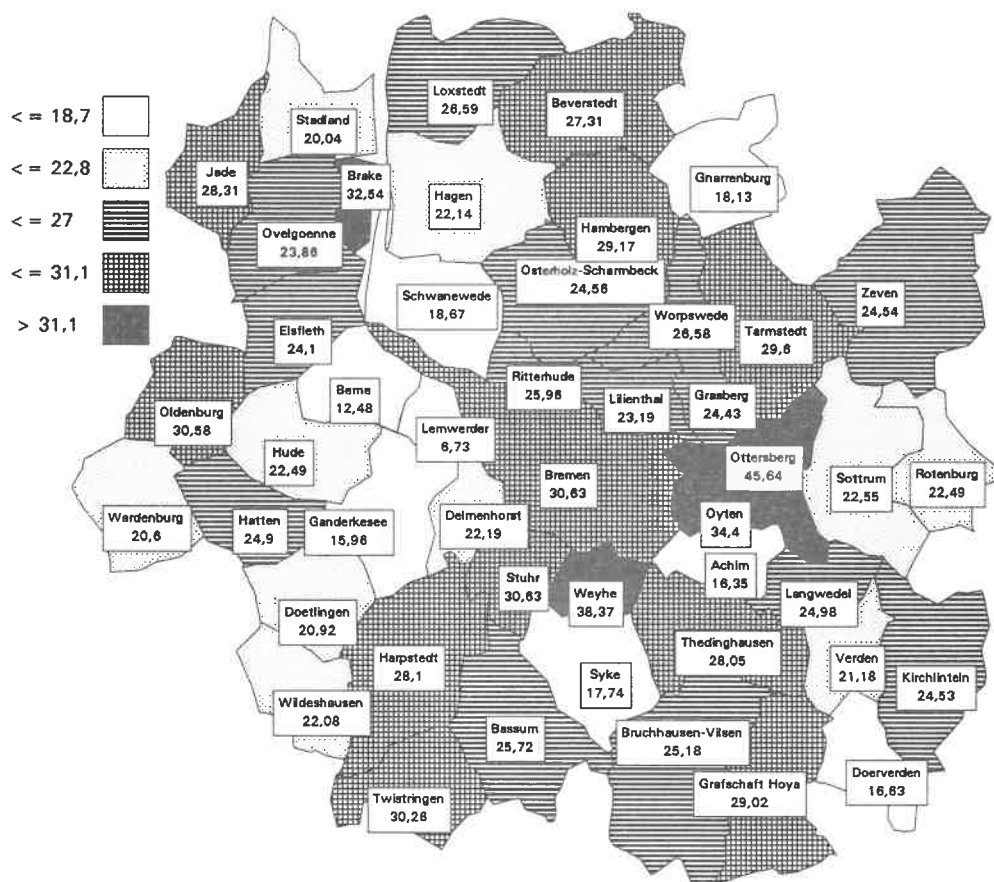 <= 18,7
<= 22,8
<= 27
<= 31,1
> 31,1
Loxstedt
26,59
Beverstedt
27,31
Stadland
20,04
Jade
28,31
Brake
32,54
Hagen
22,14
Gnarrenburg
18,13
Ovelgoenne
23,86
Hambergen
29,17
Osterholz-Scharmbeck
24,56
Schwanewede
18,67
Zeven
24,54
Worpswede
26,58
Tarmstedt
29,6
Elsfleth
24,1
Ritterhude
25,96
Berne
12,48
Lilienthal
23,19
Grasberg
24,43
Oldenburg
30,58
Lemwerder
6,73
Hude
22,49
Ottersberg
45,64
Bremen
30,63
Sottrum
22,55
Rotenburg
22,49
Wardenburg
20,6
Hatten
24,9
Ganderkesee
15,96
Delmenhorst
22,19
Oyten
34,4
Achim
16,35
Stuhr
30,63
Weyhe
38,37
Langwedel
24,98
Doetlingen
20,92
Thedinghausen
28,05
Harpstedt
28,1
Verden
21,18
Syke
17,74
Kirchlinteln
24,53
Wildeshausen
22,08
Bassum
25,72
Bruchhausen-Vilsen
25,18
Doerverden
16,63
Grafschaft Hoya
29,02
Twistringen
30,26